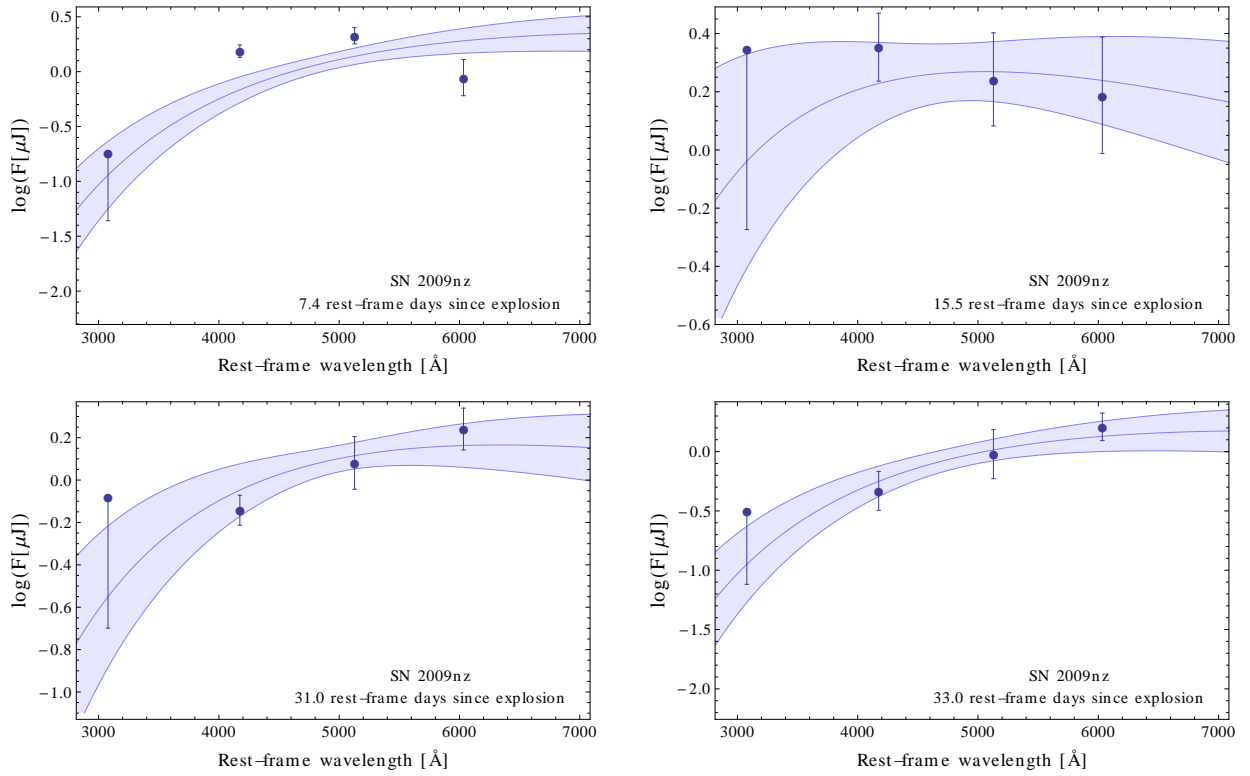 0.5
0.0
−0.5
−1.0
−1.5
−2.0
log(F[μJ])
SN 2009nz
7.4 rest−frame days since explosion
3000 4000 5000 6000 7000
Rest−frame wavelength [Å]
0.4
0.2
0.0
−0.2
−0.4
−0.6
log(F[μJ])
SN 2009nz
15.5 rest−frame days since explosion
3000 4000 5000 6000 7000
Rest−frame wavelength [Å]
0.2
0.0
−0.2
−0.4
−0.6
−0.8
−1.0
log(F[μJ])
SN 2009nz
31.0 rest−frame days since explosion
3000 4000 5000 6000 7000
Rest−frame wavelength [Å]
0.0
−0.5
−1.0
−1.5
−2.0
log(F[μJ])
SN 2009nz
33.0 rest−frame days since explosion
3000 4000 5000 6000 7000
Rest−frame wavelength [Å]